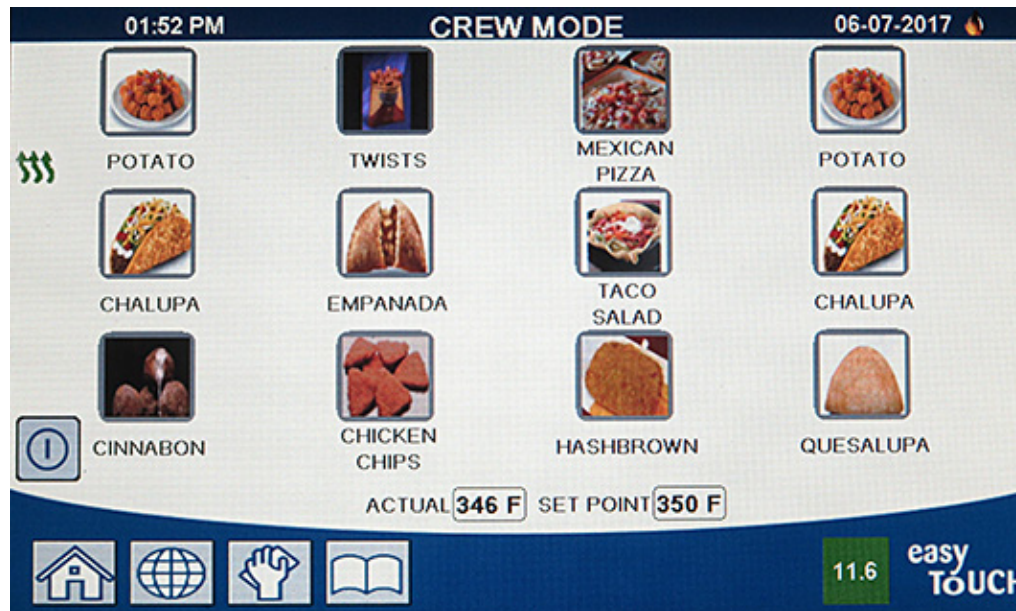 01:52 PM CREW MODE 06-07-2017
POTATO TWISTS MEXICAN PIZZA POTATO
CHALUPA EMPANADA TACO SALAD CHALUPA
CINNABON CHICKEN CHIPS HASHBROWN QUESALUPA
ACTUAL 346 F SET POINT 350 F
11.6 easy
TOUCH